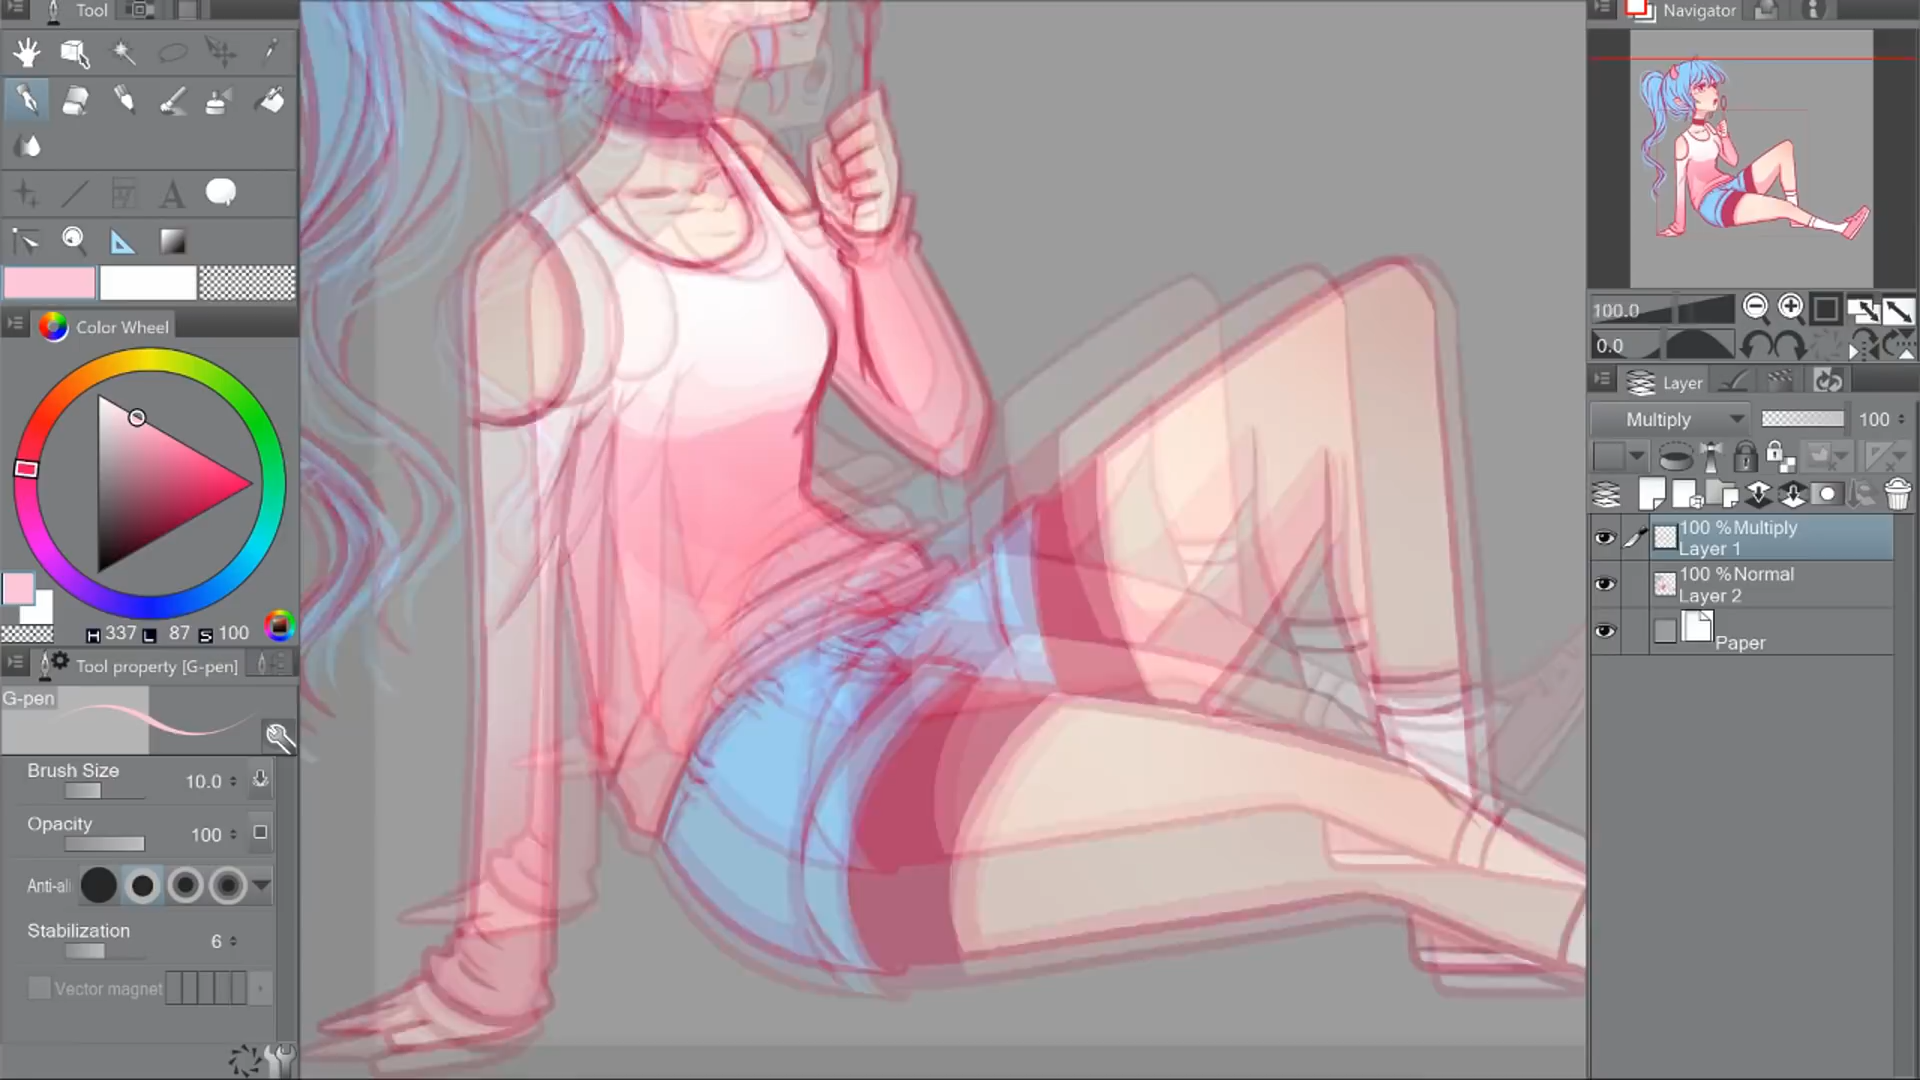 Tool
Color Wheel
H 337 L 87 S 100
Tool property [G-pen]
G-pen
Brush Size 10.0
Opacity 100
Anti-ali
Stabilization 6
Vector magnet
Navigator
100.0
0.0
Layer
Multiply 100
100 %Multiply
Layer 1
100 %Normal
Layer 2
Paper